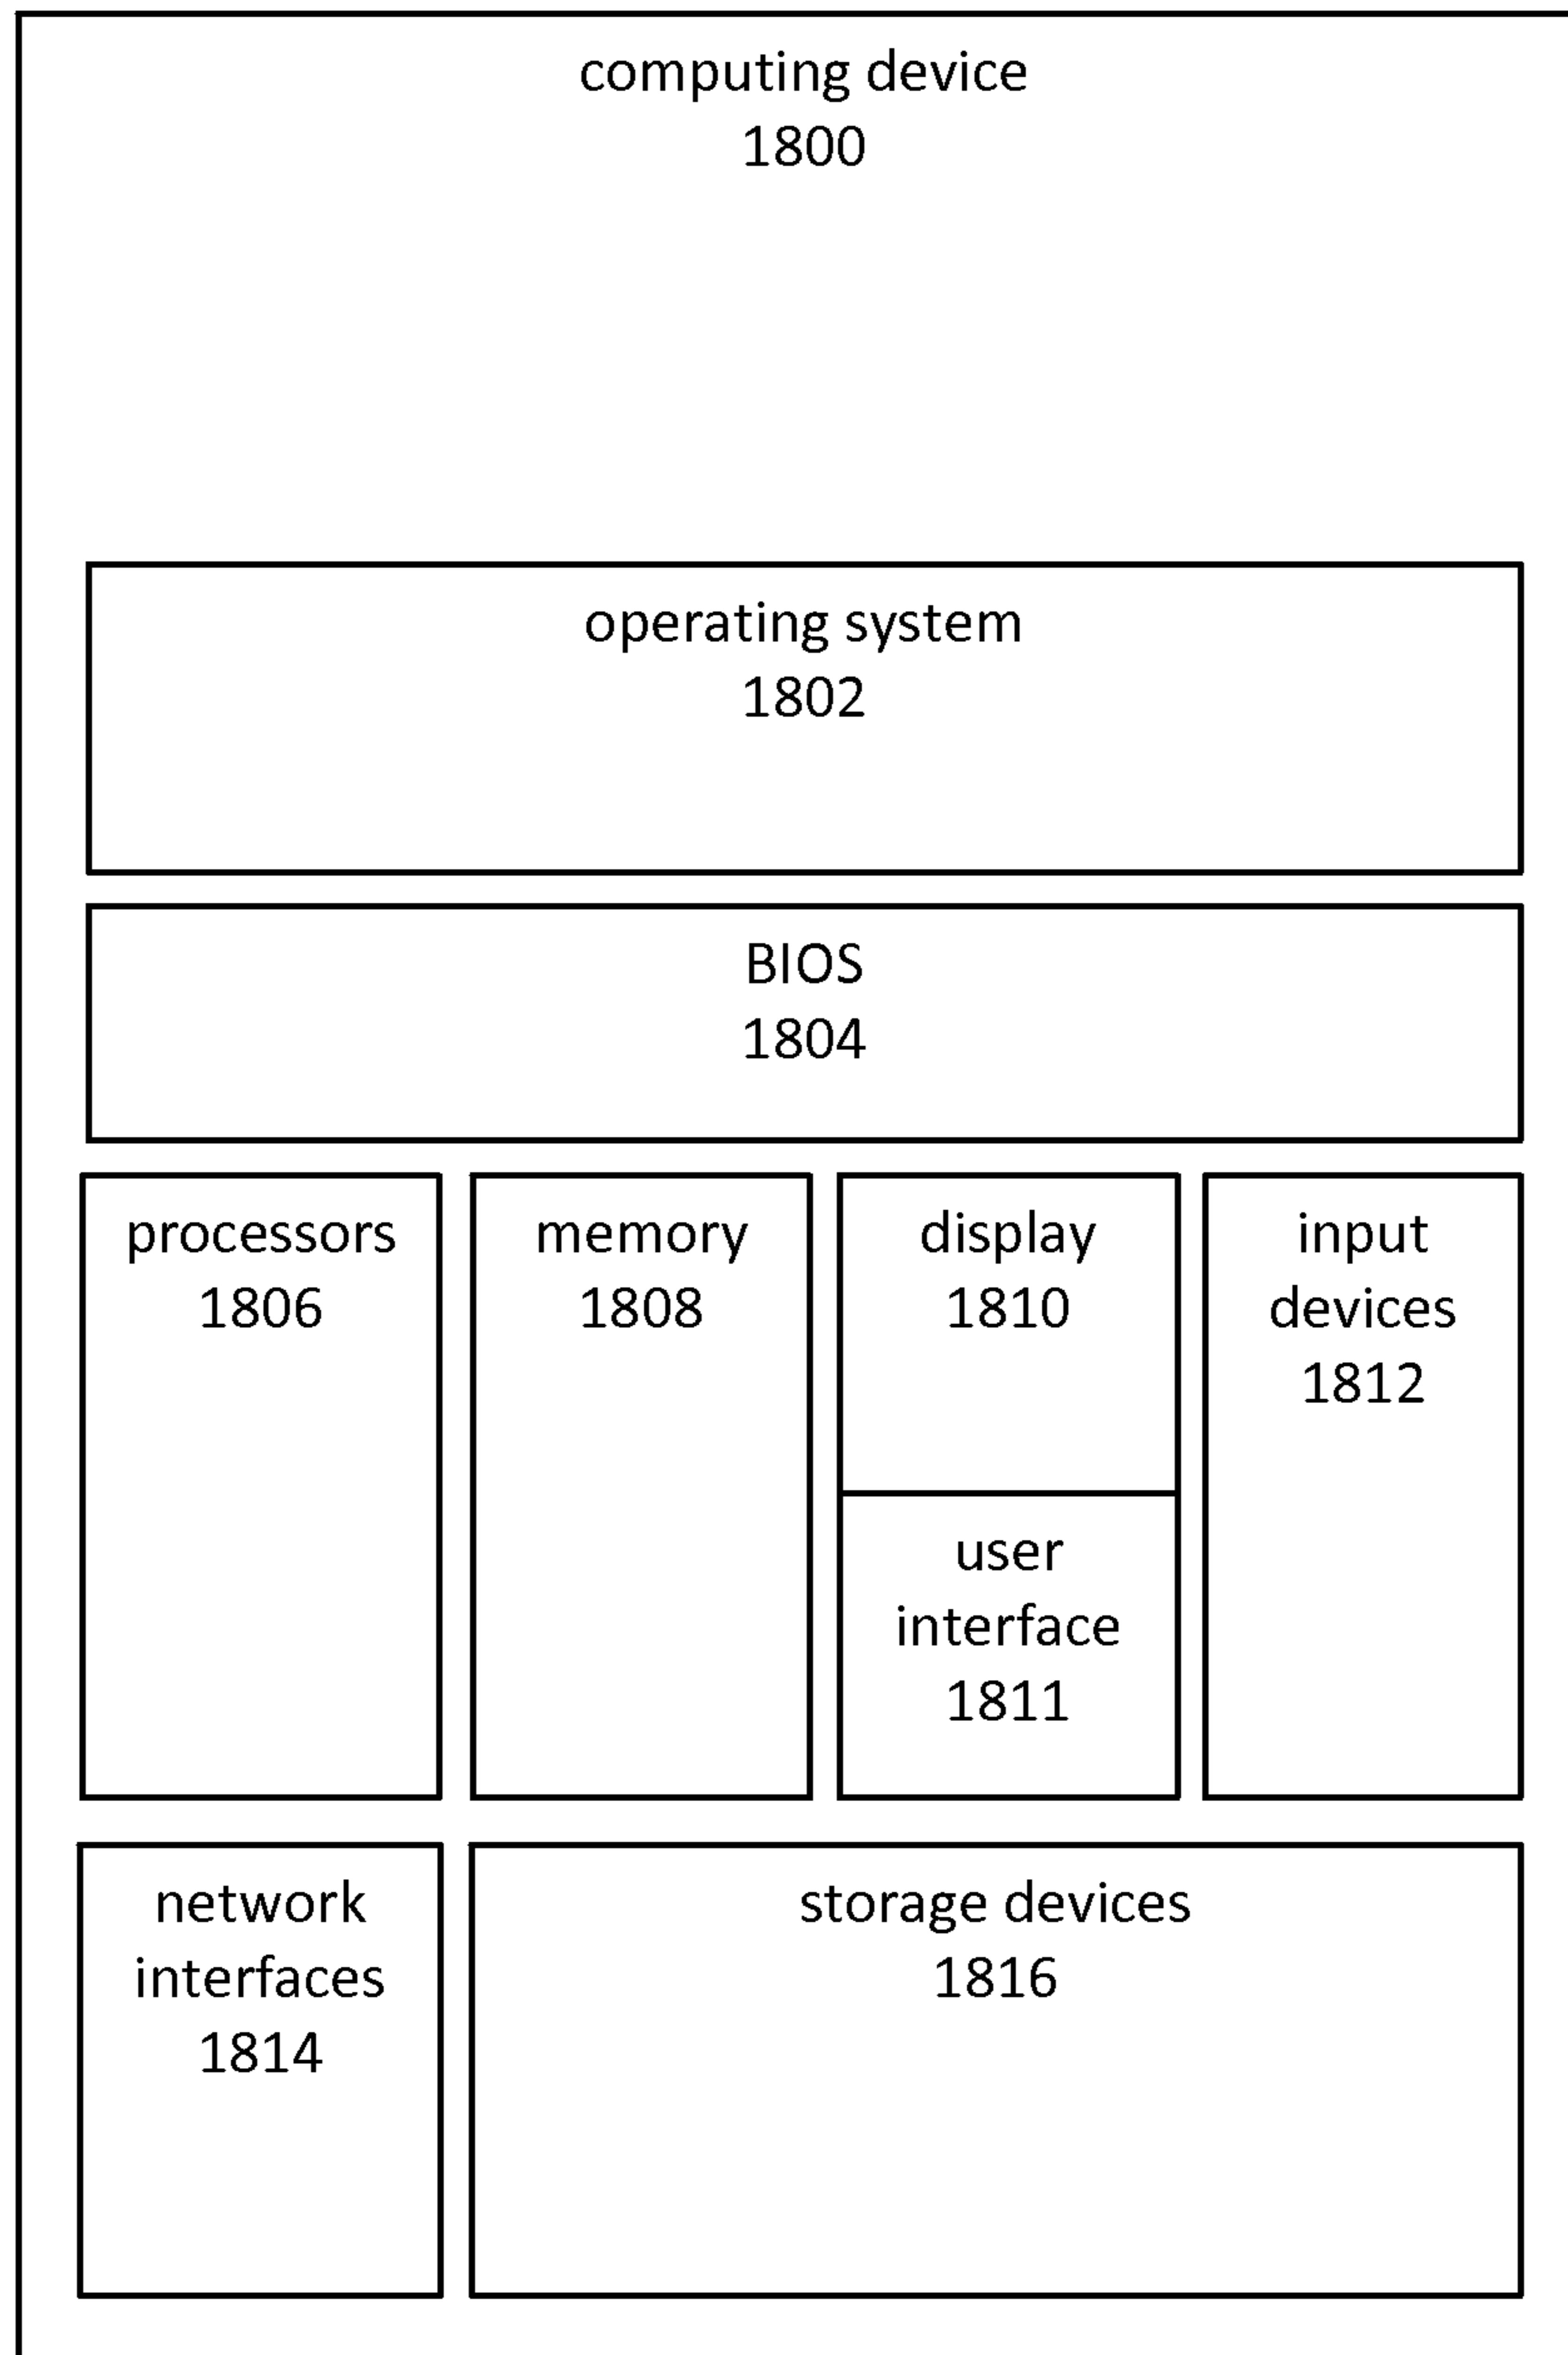 computing device
1800
operating system
1802
BIOS
1804
processors
1806
memory
1808
display
1810
user
interface
1811
input
devices
1812
network
interfaces
1814
storage devices
1816